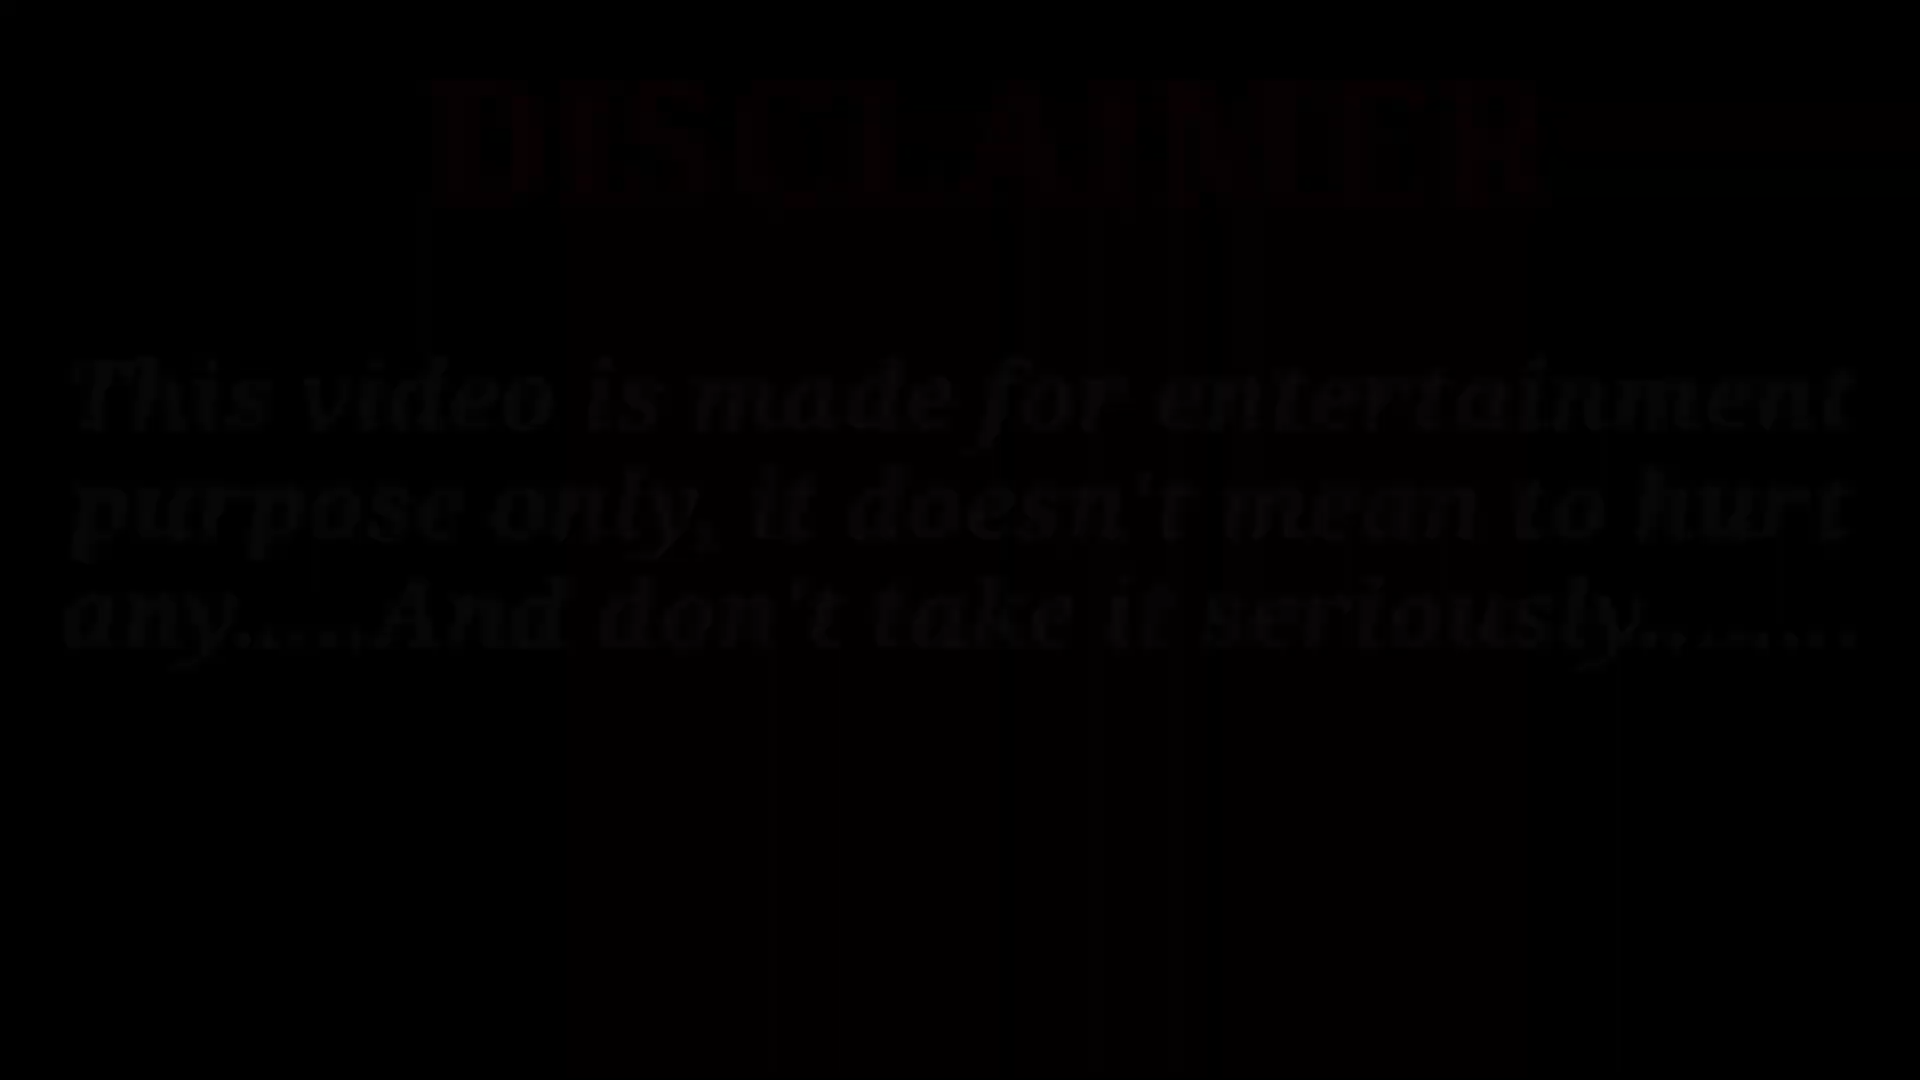 DISCLAIMER
This video is made for entertainment
purpose only, it doesn't mean to hurt
any.....And don't take it seriously........